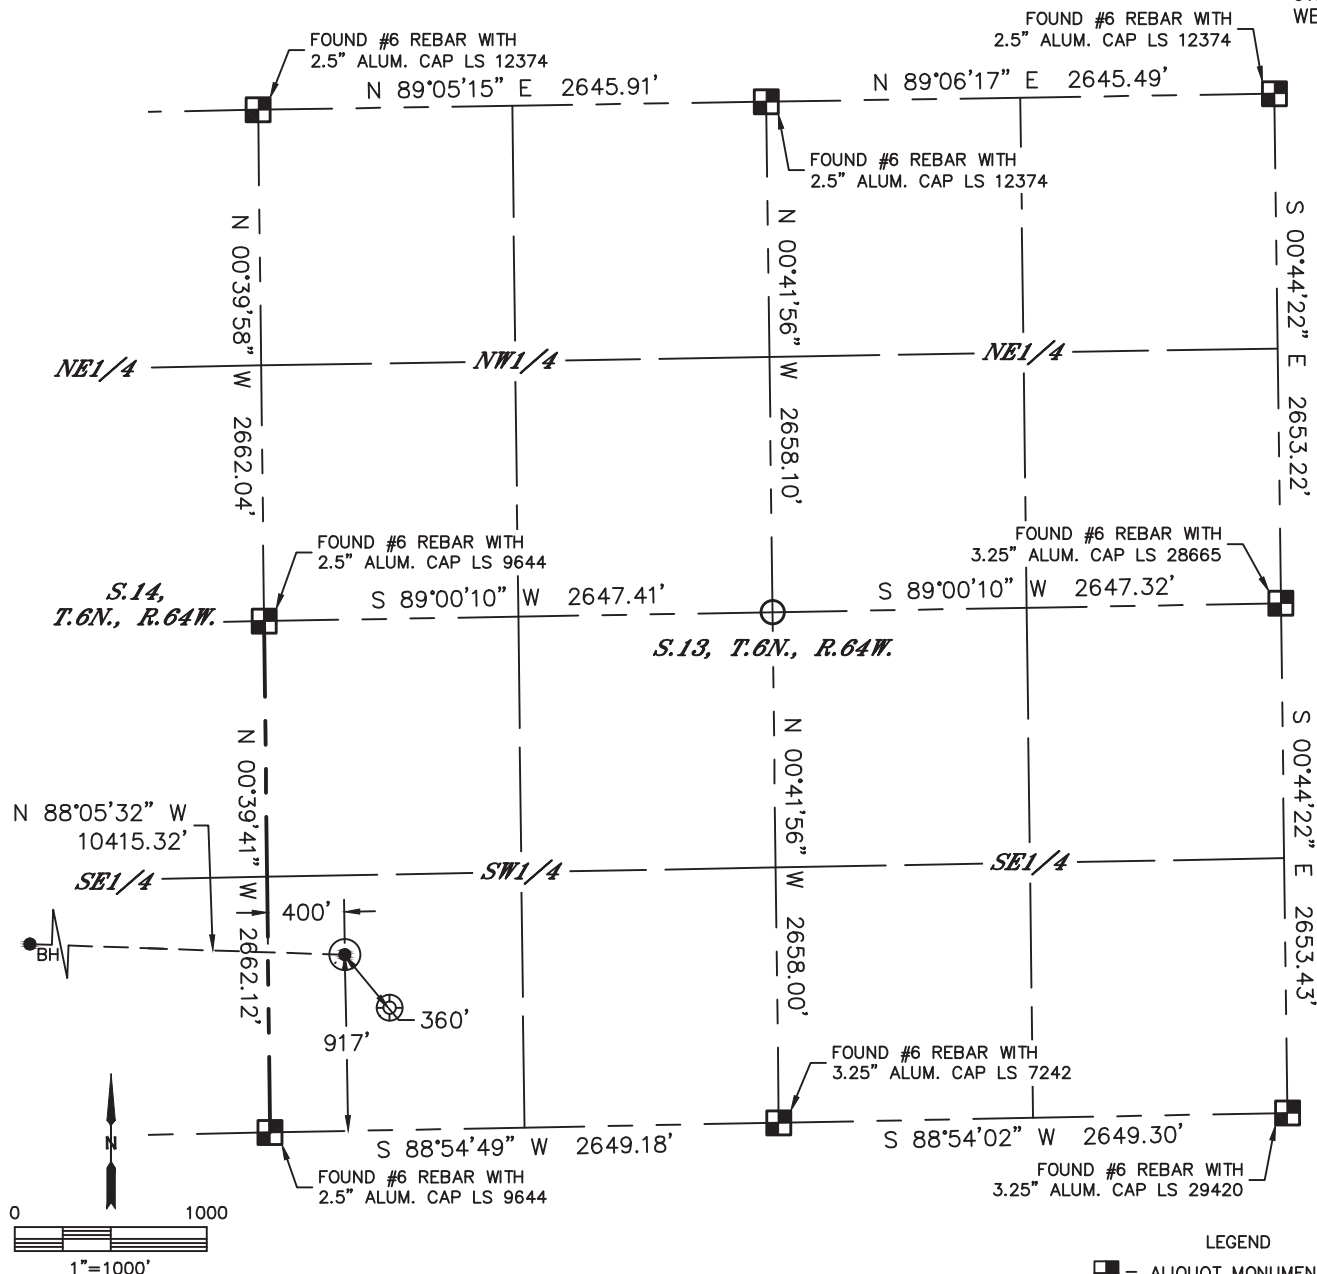 WE
FOUND #6 REBAR WITH
2.5" ALUM. CAP LS 12374
FOUND #6 REBAR WITH
2.5" ALUM. CAP LS 12374
N 89°05'15" E 2645.91'
N 89°06'17" E 2645.49'
FOUND #6 REBAR WITH
2.5" ALUM. CAP LS 12374
N 00°39'58" W 2662.04'
N 00°41'56" W 2658.10'
S 00°44'22" E 2653.22'
NE1/4
NW1/4
NE1/4
FOUND #6 REBAR WITH
2.5" ALUM. CAP LS 9644
FOUND #6 REBAR WITH
3.25" ALUM. CAP LS 28665
S.14,
T.6N., R.64W.
S 89°00'10" W 2647.41'
S 89°00'10" W 2647.32'
S.13, T.6N., R.64W.
N 00°39'41" W 2662.12'
N 00°41'56" W 2658.00'
S 00°44'22" E 2653.43'
N 88°05'32" W
10415.32'
SE1/4
SW1/4
SE1/4
400'
BH
360'
917'
FOUND #6 REBAR WITH
3.25" ALUM. CAP LS 7242
N
S 88°54'49" W 2649.18'
S 88°54'02" W 2649.30'
FOUND #6 REBAR WITH
2.5" ALUM. CAP LS 9644
FOUND #6 REBAR WITH
3.25" ALUM. CAP LS 29420
0 1000
1"=1000'
LEGEND
= ALIQUOT MONUMEN